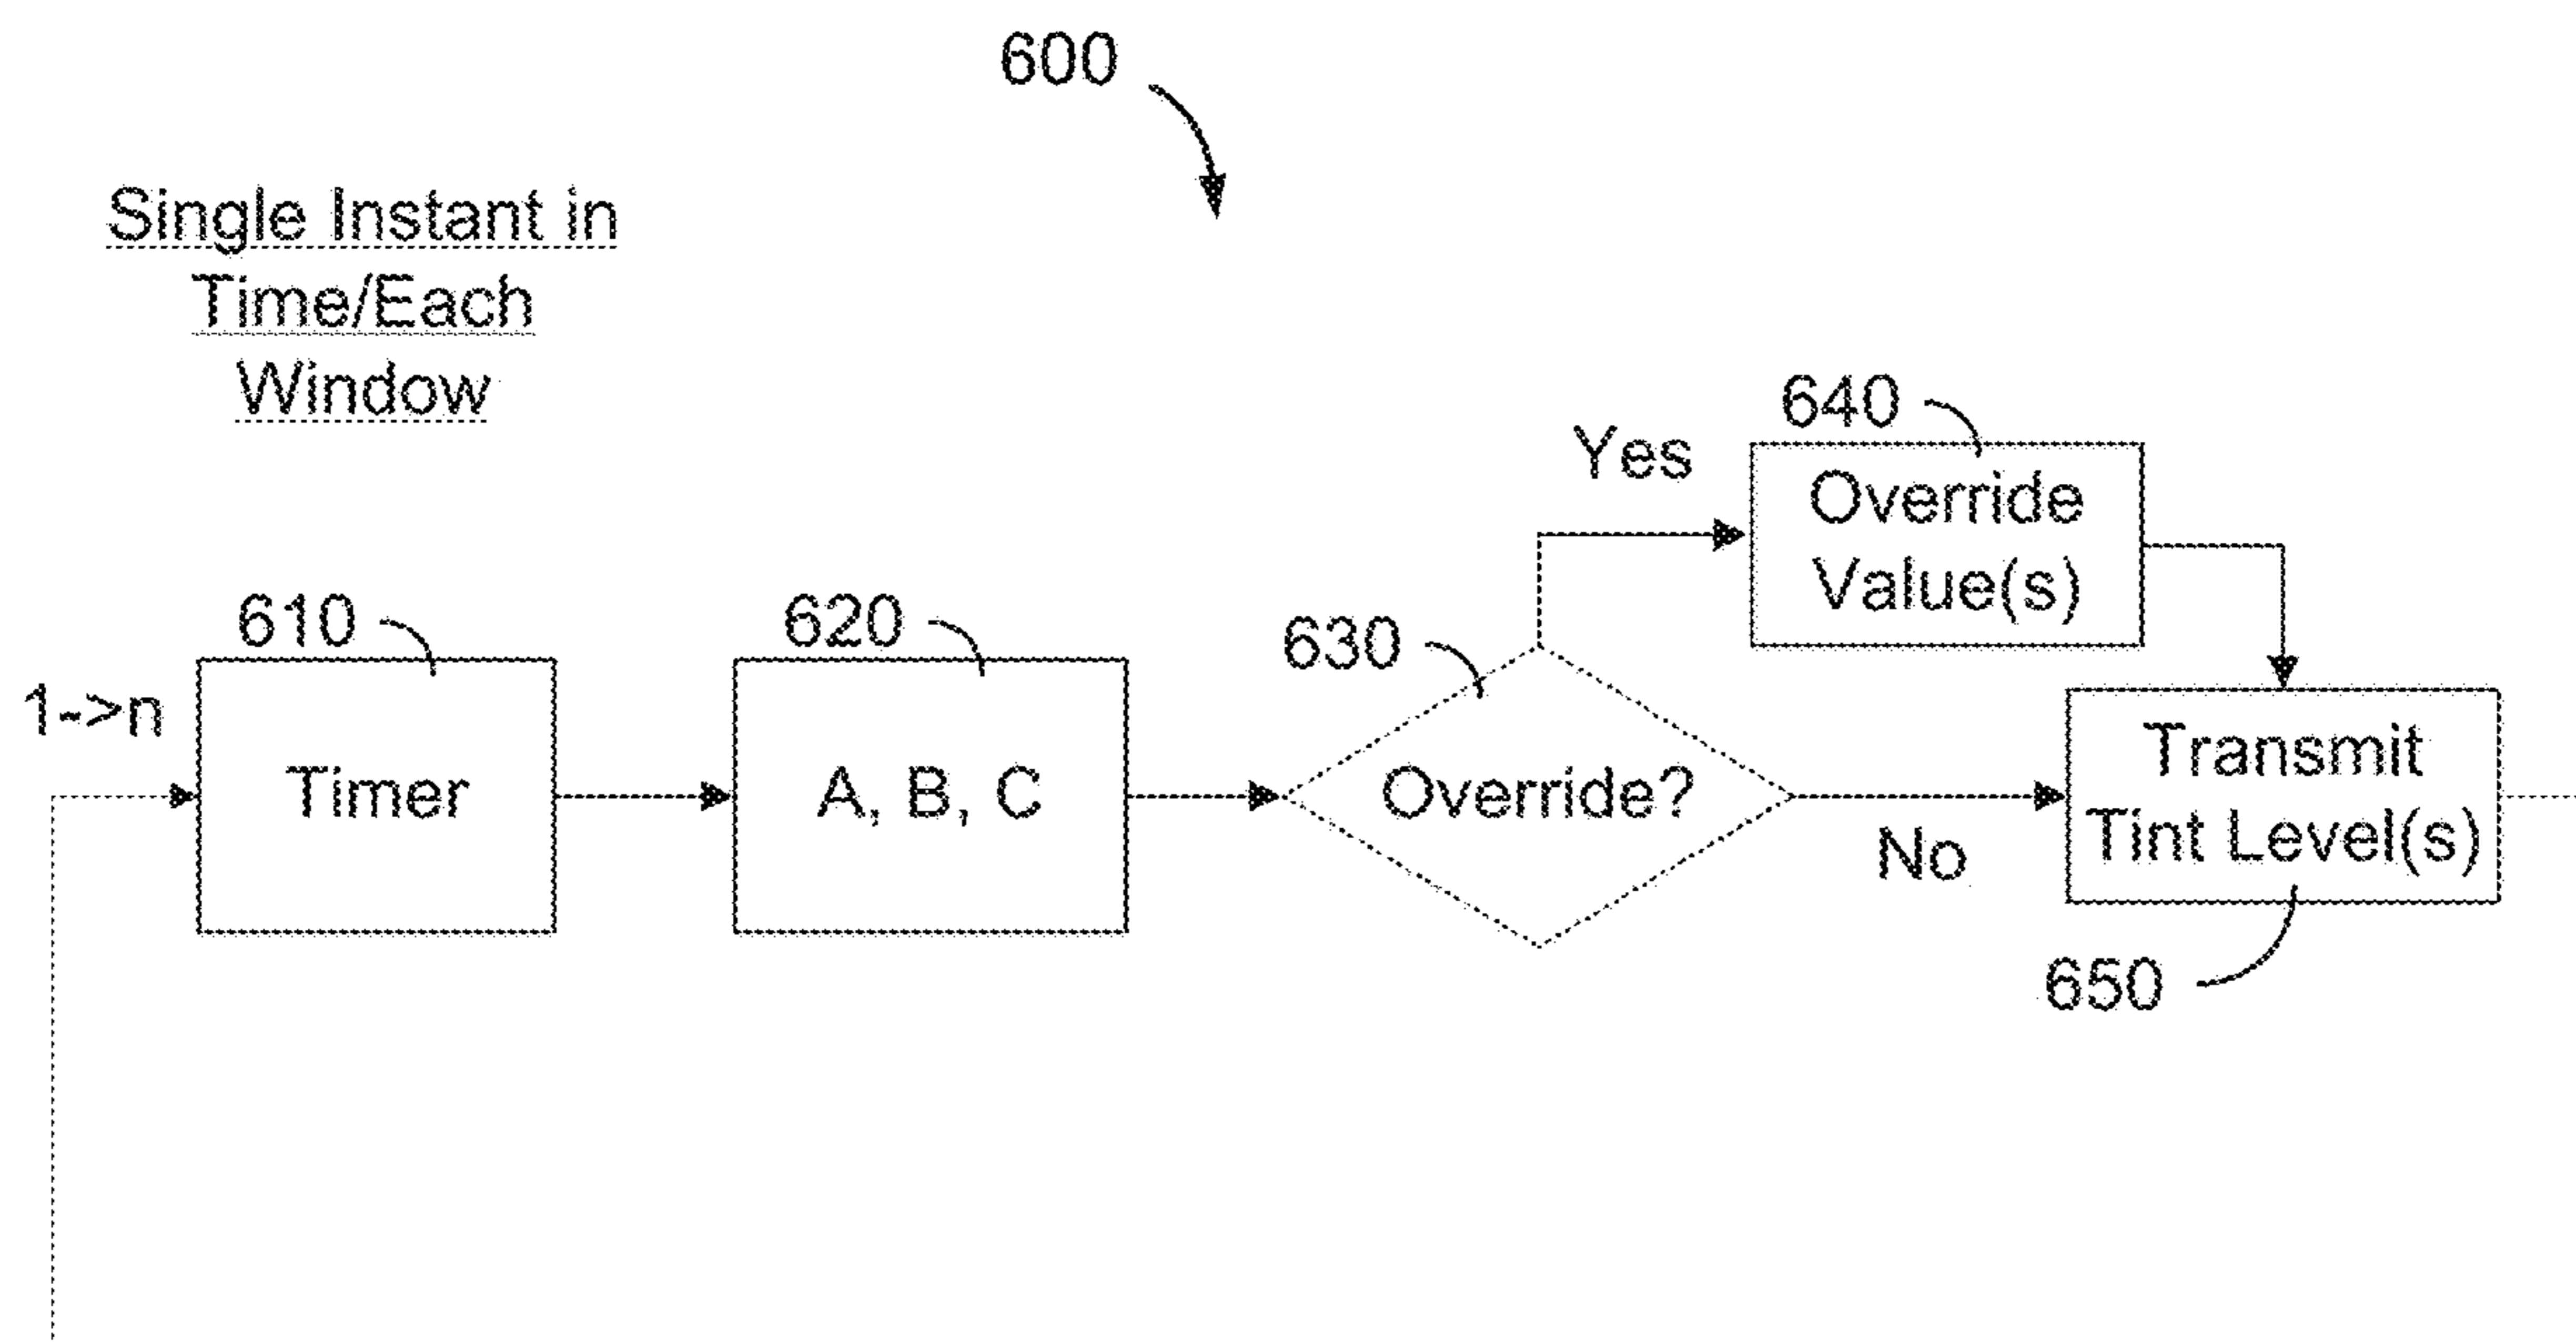 600
Single Instant in
Time/Each
Window
640
Yes
Override
Value(s)
610
620
630
1->n
Timer
A, B, C
Override?
No
Transmit
Tint Level(s)
650